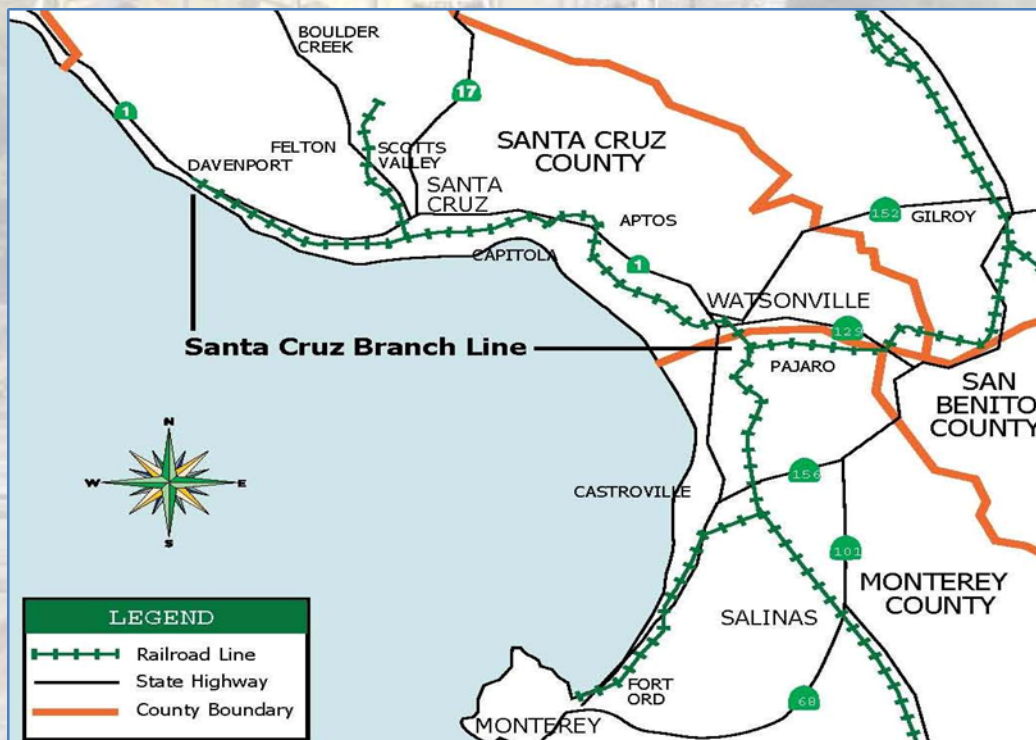 BOULDER
CREEK
17
1
FELTON
SCOTTS
VALLEY
SANTA CRUZ
COUNTY
DAVENPORT
SANTA
CRUZ
152
GILROY
APTOS
CAPITOLA
1
WATSONVILLE
129
Santa Cruz Branch Line
PAJARO
SAN
BENITO
COUNTY
N
W
E
S
156
CASTROVILLE
101
MONTEREY
COUNTY
SALINAS
LEGEND
Railroad Line
State Highway
County Boundary
FORT
ORD
68
MONTEREY